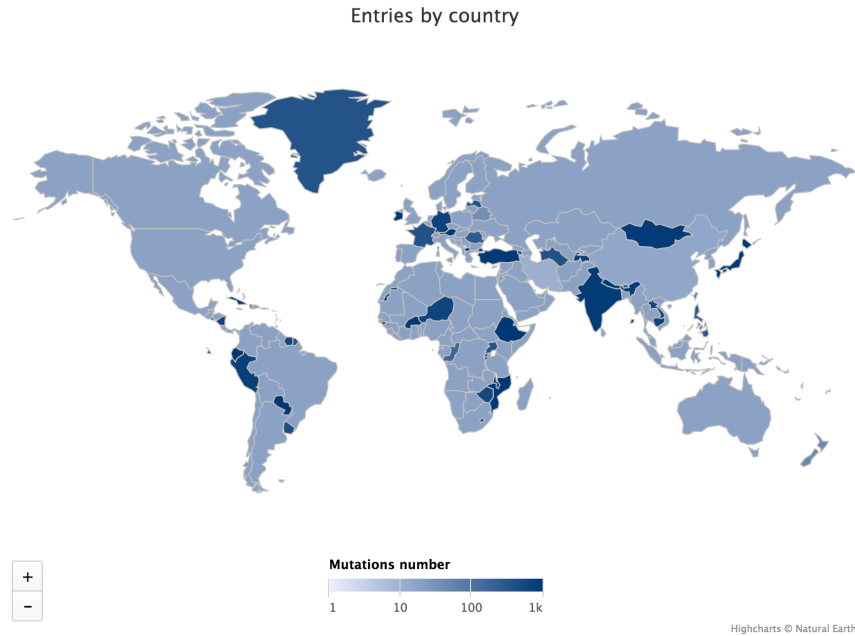 Entries by country
+
−
Mutations number
1 10 100 1k
Highcharts © Natural Earth